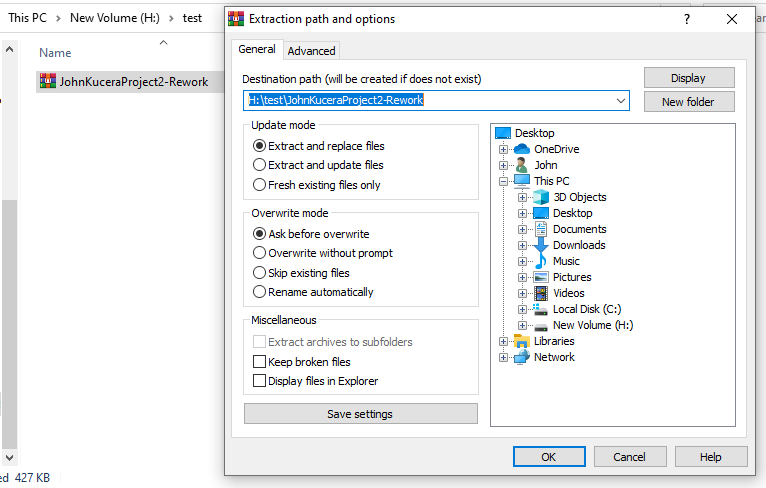 This PC > New Volume (H:) > test
Name
JohnKuceraProject2-Rework
427 KB
Extraction path and options
?
General
Advanced
Destination path (will be created if does not exist)
H:\test\JohnKuceraProject2-Rework
Display
New folder
Update mode
Extract and replace files
Extract and update files
Fresh existing files only
Overwrite mode
Ask before overwrite
Overwrite without prompt
Skip existing files
Rename automatically
Miscellaneous
Extract archives to subfolders
Keep broken files
Display files in Explorer
Save settings
Desktop
OneDrive
John
This PC
3D Objects
Desktop
Documents
Downloads
Music
Pictures
Videos
Local Disk (C:)
New Volume (H:)
Libraries
Network
OK
Cancel
Help